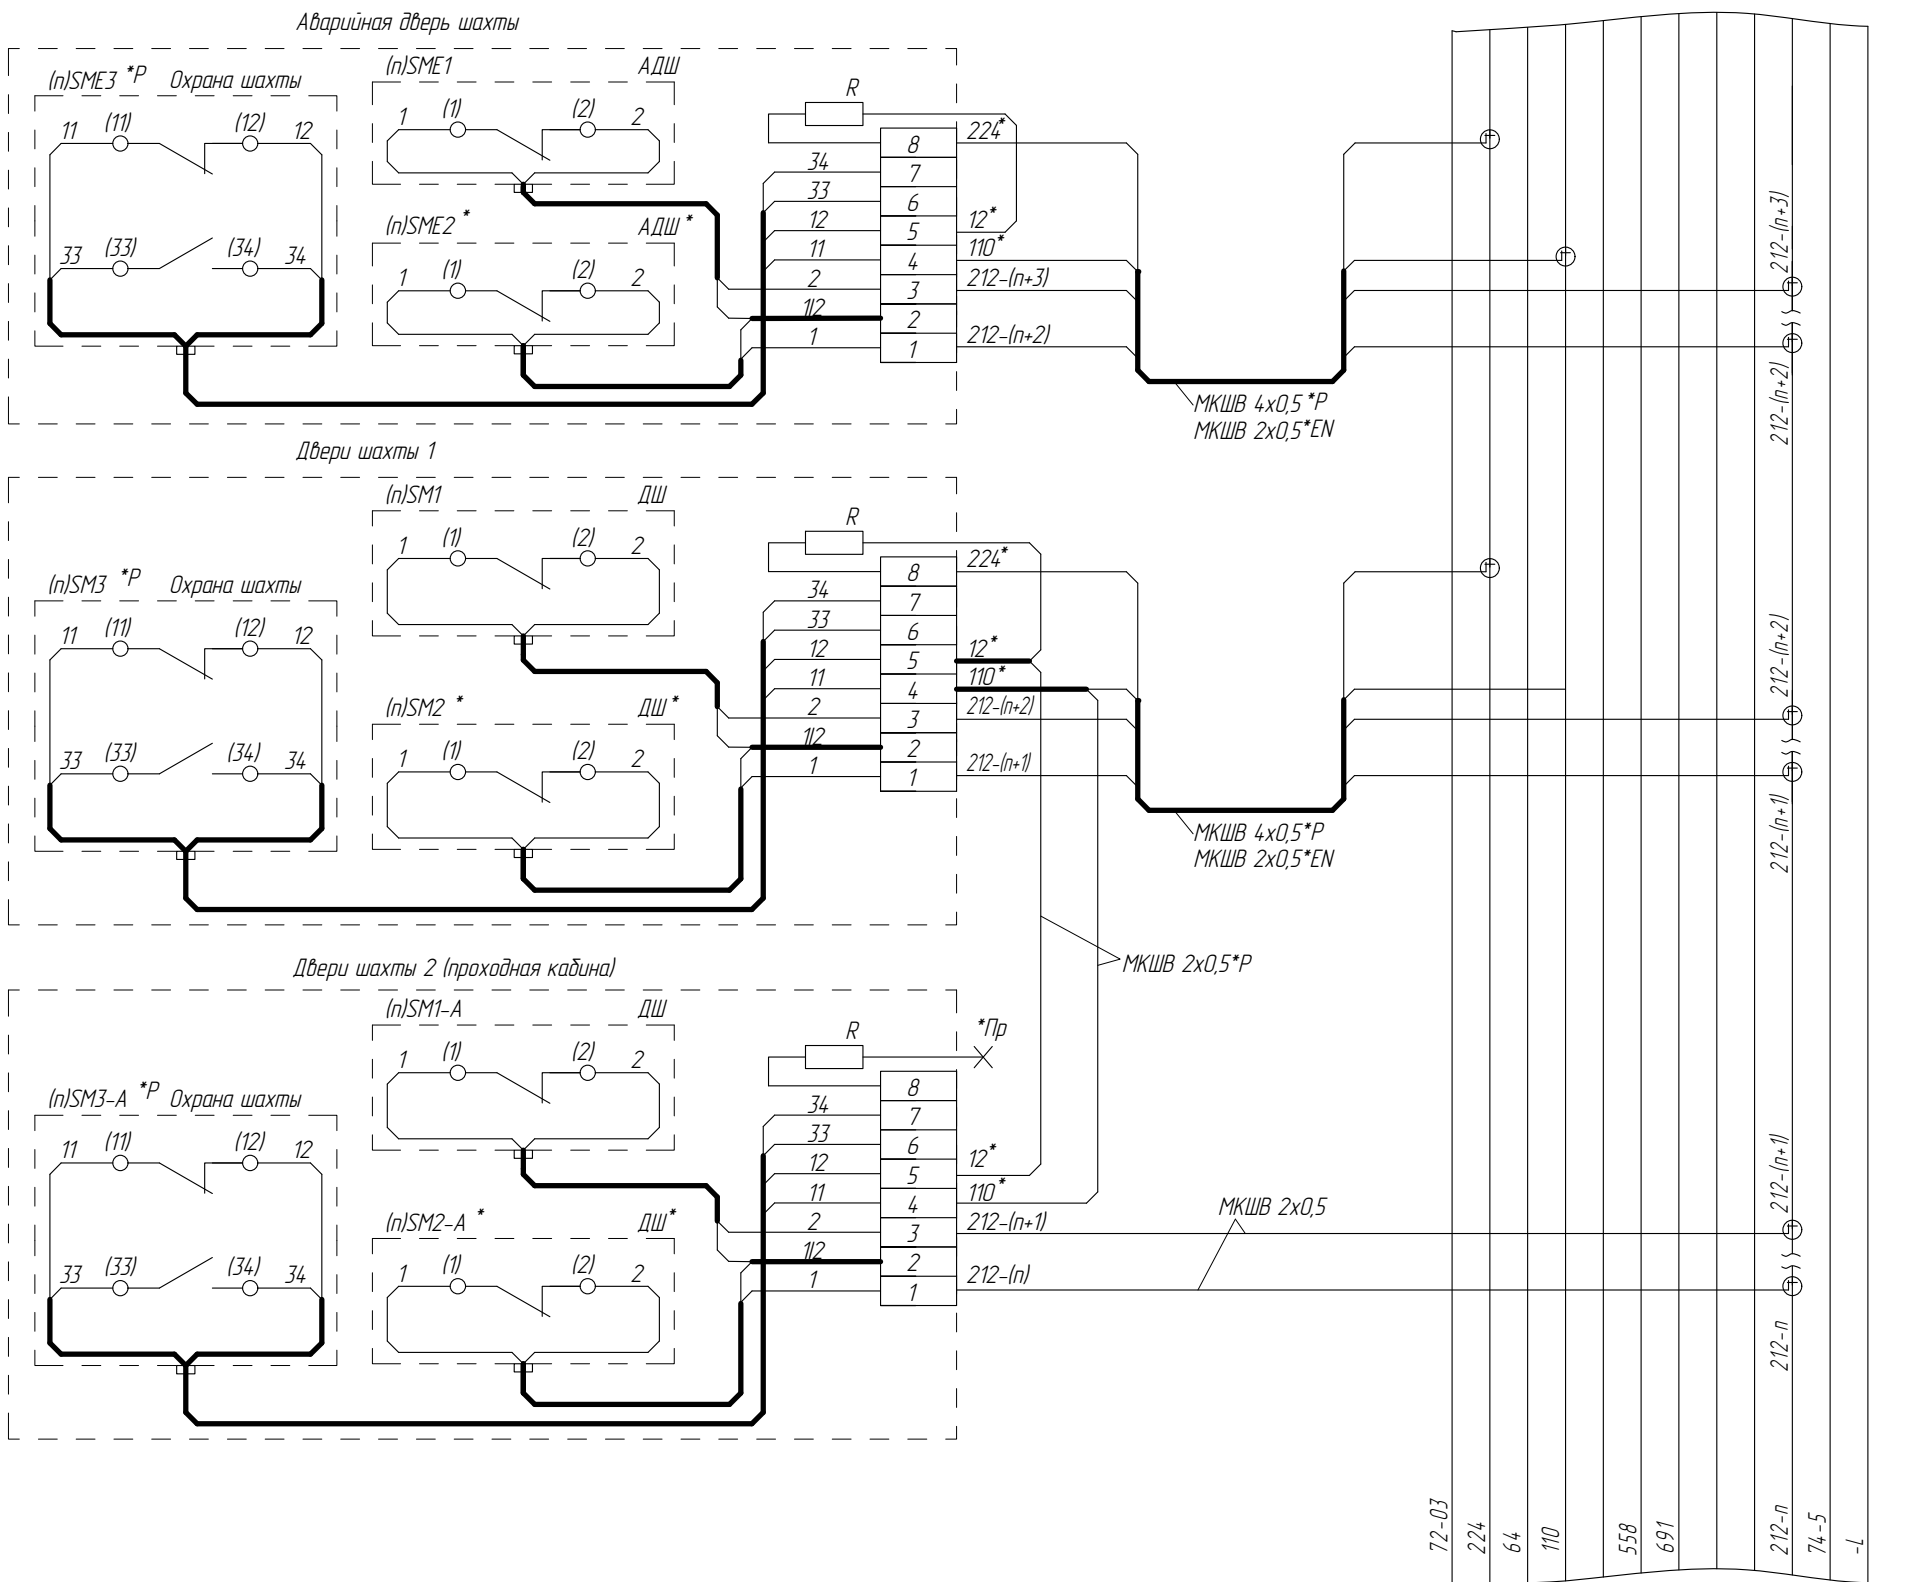 Аварийная дверь шахты
(n)SME3 *P Охрана шахты
11 (11) (12) 12
33 (33) (34) 34
(n)SME1 АДШ
1 (1) (2) 2
(n)SME2 * АДШ *
1 (1) (2) 2
R
8 224*
34 7
33 6
12 5 12*
11 4 110*
2 3 212-(n+3)
1/2 2
1 1 212-(n+2)
МКШВ 4x0,5 *P
МКШВ 2x0,5*EN
212-(n+3)
212-(n+2)
Двери шахты 1
(n)SM3 *P Охрана шахты
11 (11) (12) 12
33 (33) (34) 34
(n)SM1 ДШ
1 (1) (2) 2
(n)SM2 * ДШ *
1 (1) (2) 2
R
8 224*
34 7
33 6
12 5 12*
11 4 110*
2 3 212-(n+2)
1/2 2
1 1 212-(n+1)
МКШВ 4x0,5*P
МКШВ 2x0,5*EN
212-(n+2)
212-(n+1)
МКШВ 2x0,5*P
Двери шахты 2 (проходная кабина)
(n)SM3-A *P Охрана шахты
11 (11) (12) 12
33 (33) (34) 34
(n)SM1-A ДШ
1 (1) (2) 2
(n)SM2-A * ДШ *
1 (1) (2) 2
R *Пр
8
34 7
33 6
12 5 12*
11 4 110*
2 3 212-(n+1)
1/2 2
1 1 212-(n)
МКШВ 2x0,5
212-(n+1)
212-n
72-03
224
64
110
558
691
212-n
74-5
-L